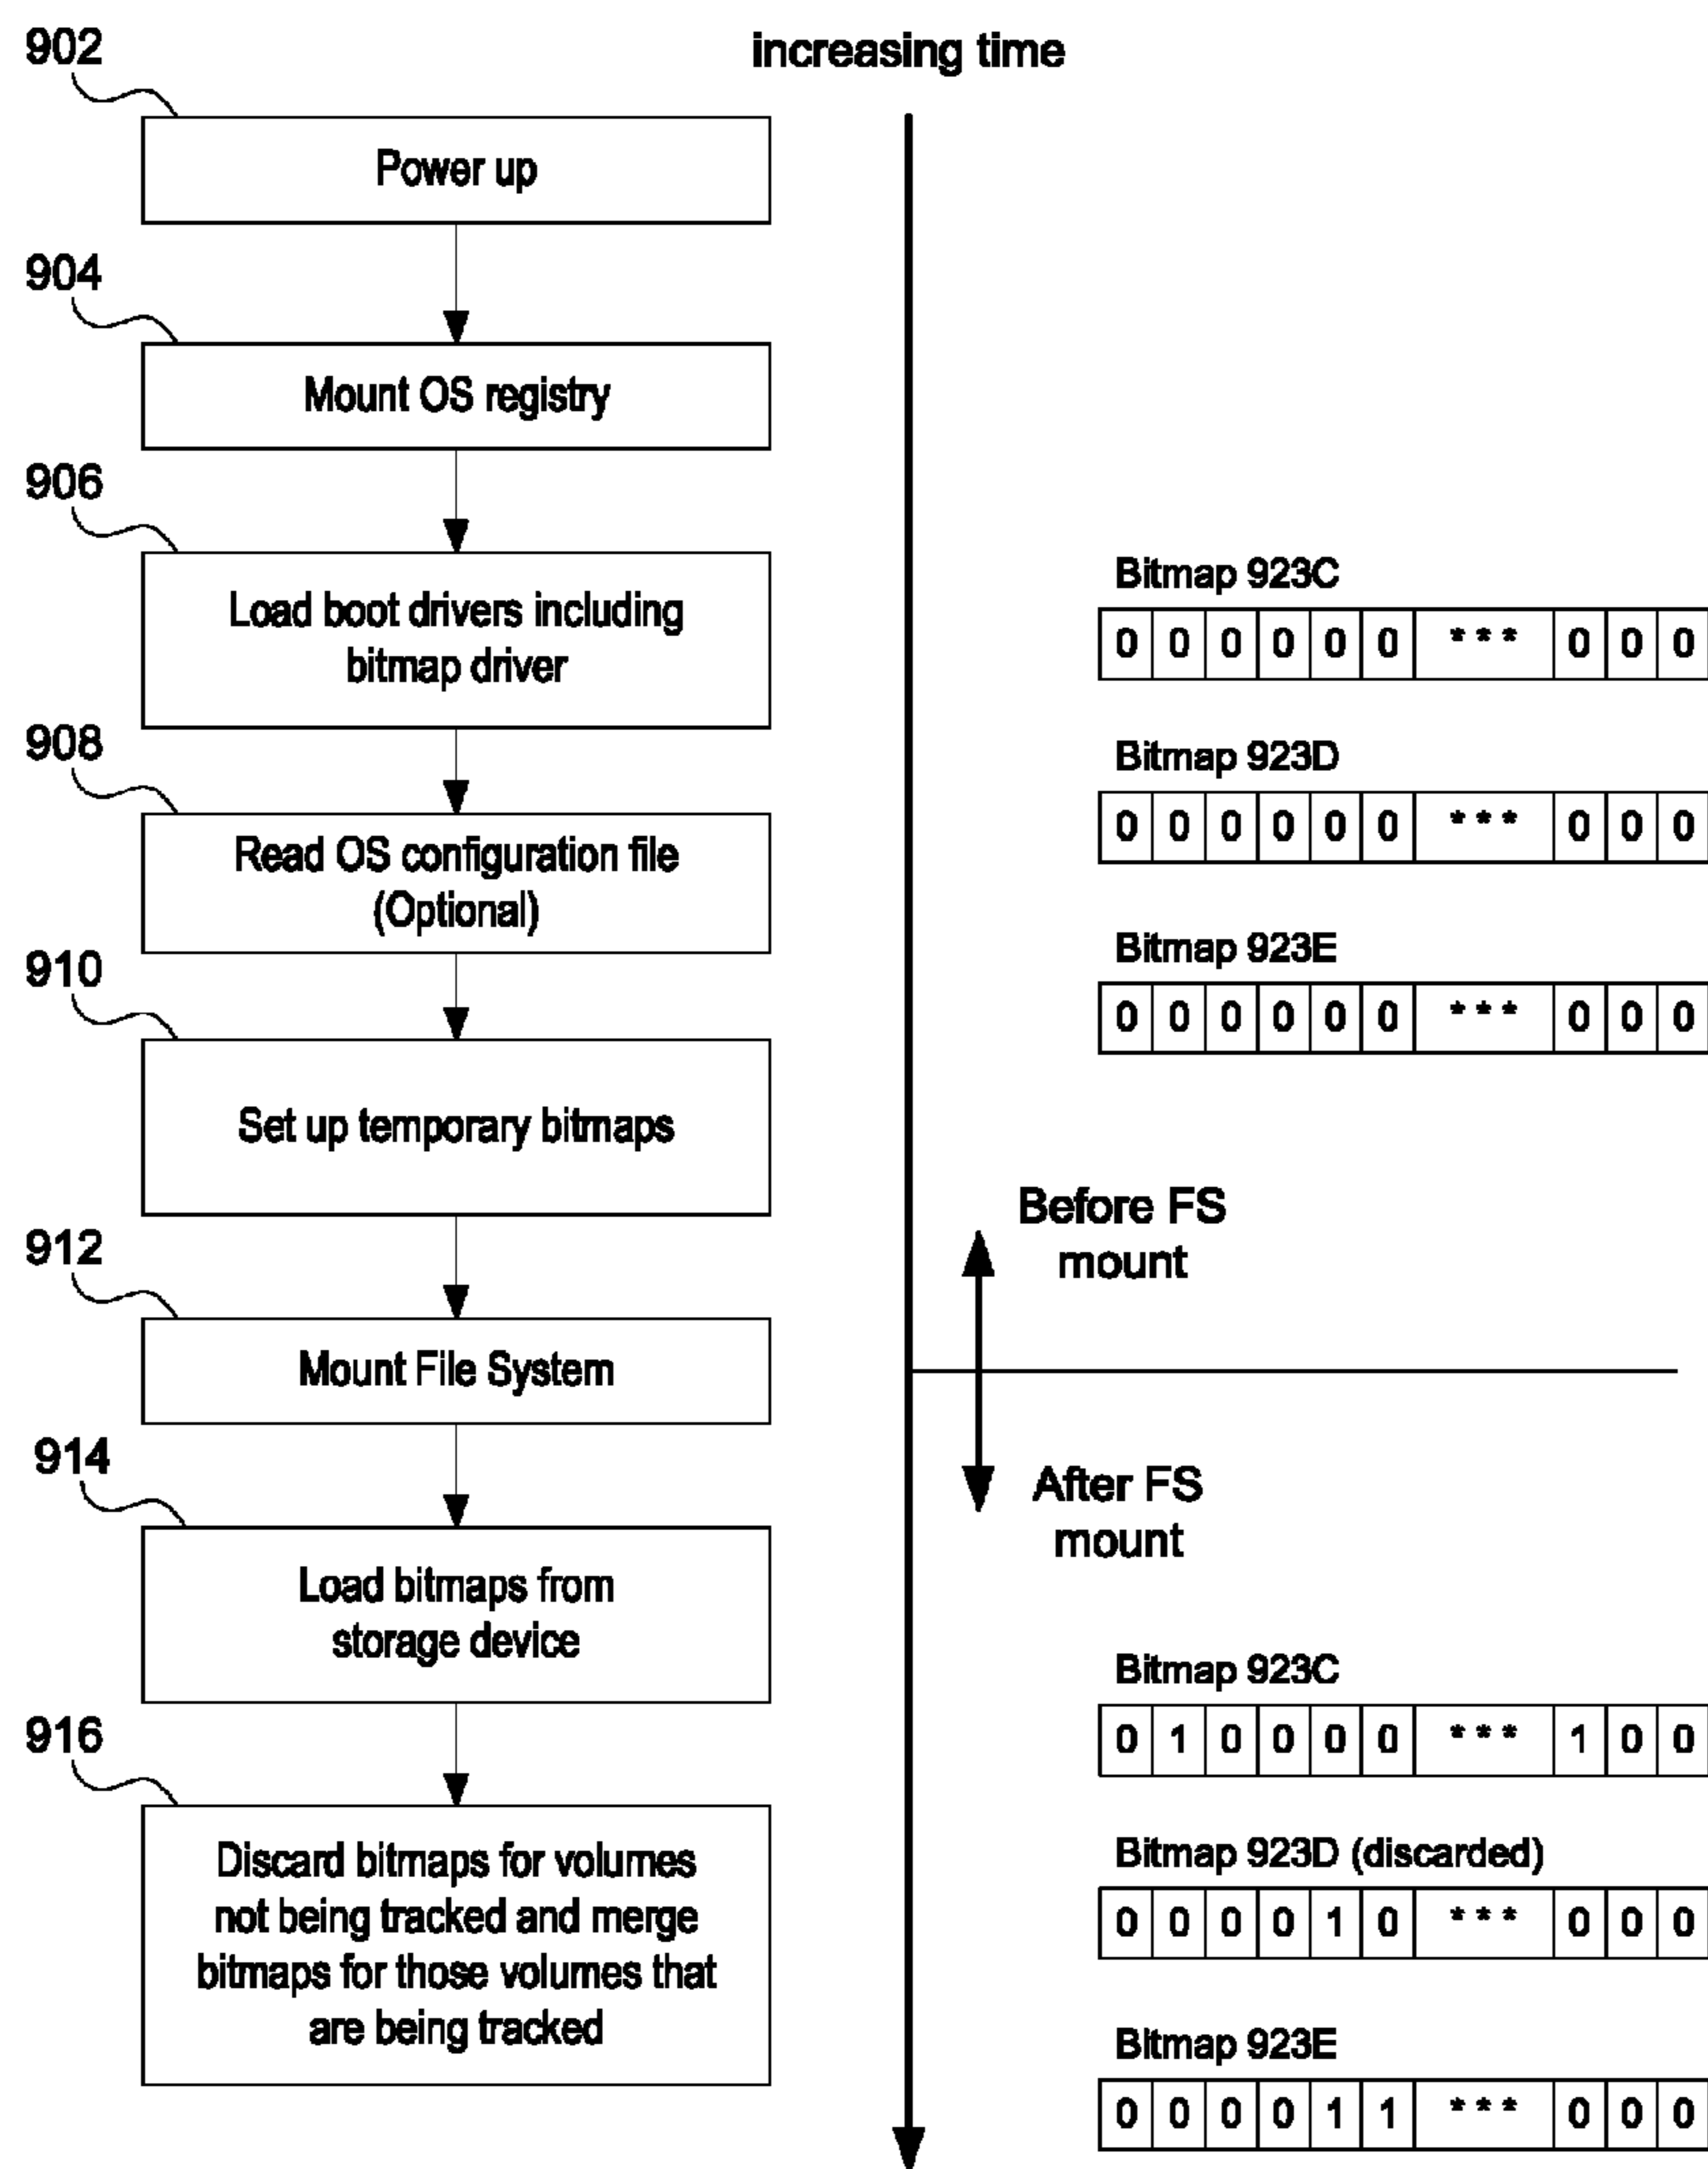 902
increasing time
Power up
904
Mount OS registry
906
Load boot drivers including
bitmap driver
Bitmap 923C
0 0 0 0 0 0 *** 0 0 0
908
Read OS configuration file
(Optional)
Bitmap 923D
0 0 0 0 0 0 *** 0 0 0
910
Set up temporary bitmaps
Bitmap 923E
0 0 0 0 0 0 *** 0 0 0
Before FS
mount
912
Mount File System
914
Load bitmaps from
storage device
After FS
mount
916
Discard bitmaps for volumes
not being tracked and merge
bitmaps for those volumes that
are being tracked
Bitmap 923C
0 1 0 0 0 0 *** 1 0 0
Bitmap 923D (discarded)
0 0 0 0 1 0 *** 0 0 0
Bitmap 923E
0 0 0 0 1 1 *** 0 0 0